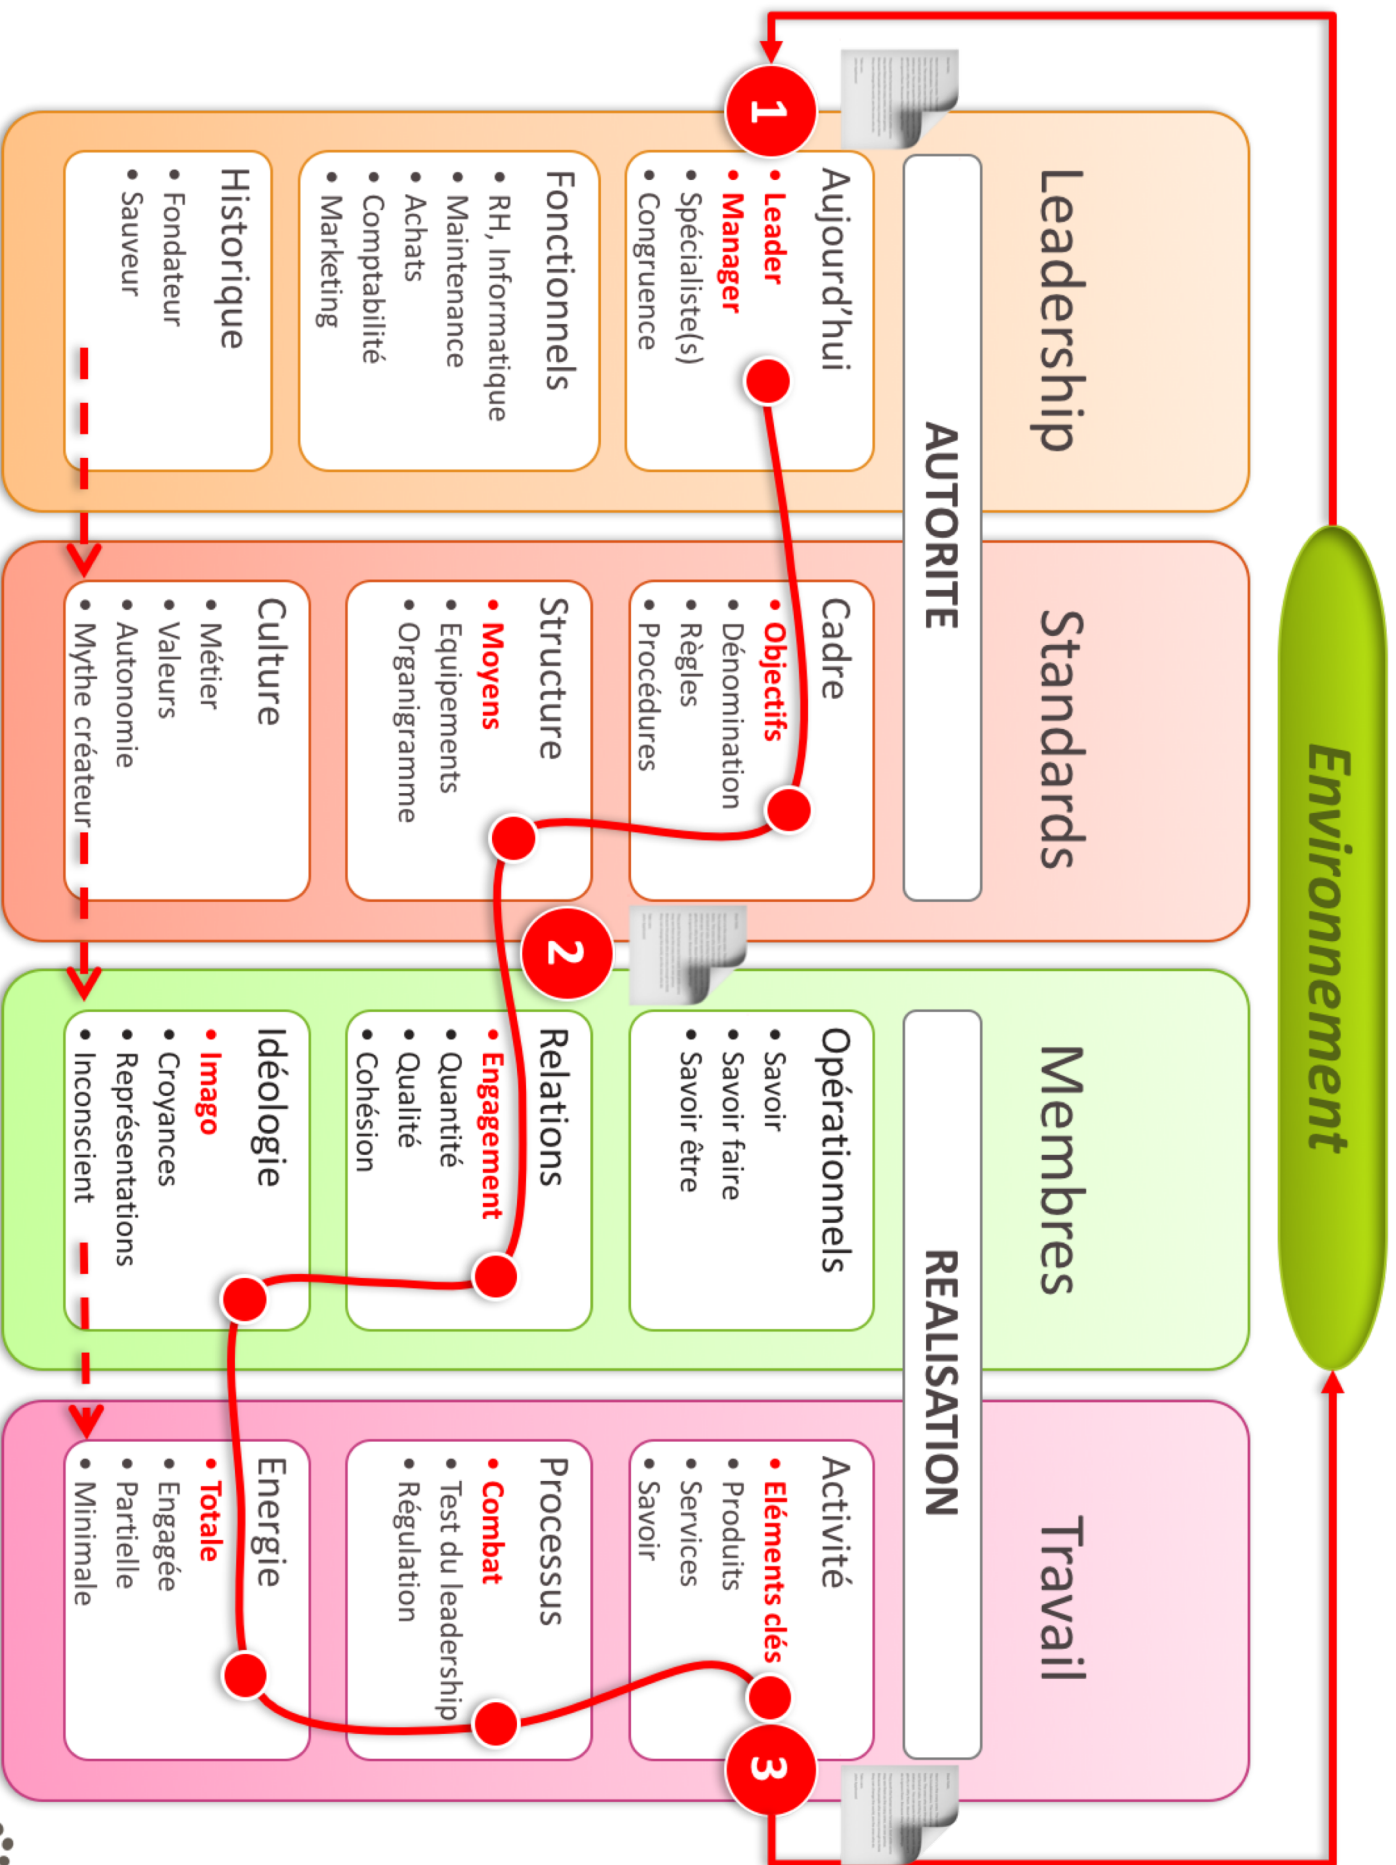 Environnement
Leadership
Standards
Membres
Travail
AUTORITE
REALISATION
1
Aujourd'hui
• Leader
• Manager
• Spécialiste(s)
• Congruence
Fonctionnels
• RH, Informatique
• Maintenance
• Achats
• Comptabilité
• Marketing
Historique
• Fondateur
• Sauveur
Cadre
• Objectifs
• Dénomination
• Règles
• Procédures
Structure
• Moyens
• Equipements
• Organigramme
Culture
• Métier
• Valeurs
• Autonomie
• Mythe créateur
2
Opérationnels
• Savoir
• Savoir faire
• Savoir être
Relations
• Engagement
• Quantité
• Qualité
• Cohésion
Idéologie
• Imago
• Croyances
• Représentations
• Inconscient
Activité
• Eléments clés
• Produits
• Services
• Savoir
3
Processus
• Combat
• Test du leadership
• Régulation
Energie
• Totale
• Engagée
• Partielle
• Minimale